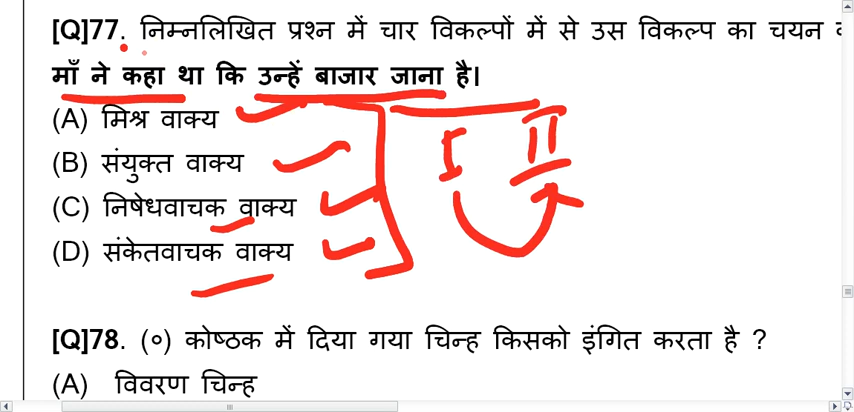 [Q]77. निम्नलिखित प्रश्न में चार विकल्पों में से उस विकल्प का चयन
माँ ने कहा था कि उन्हें बाजार जाना है।
(A) मिश्र वाक्य
(B) संयुक्त वाक्य
(C) निषेधवाचक वाक्य
(D) संकेतवाचक वाक्य
I II
[Q]78. (०) कोष्ठक में दिया गया चिन्ह किसको इंगित करता है ?
(A) विवरण चिन्ह